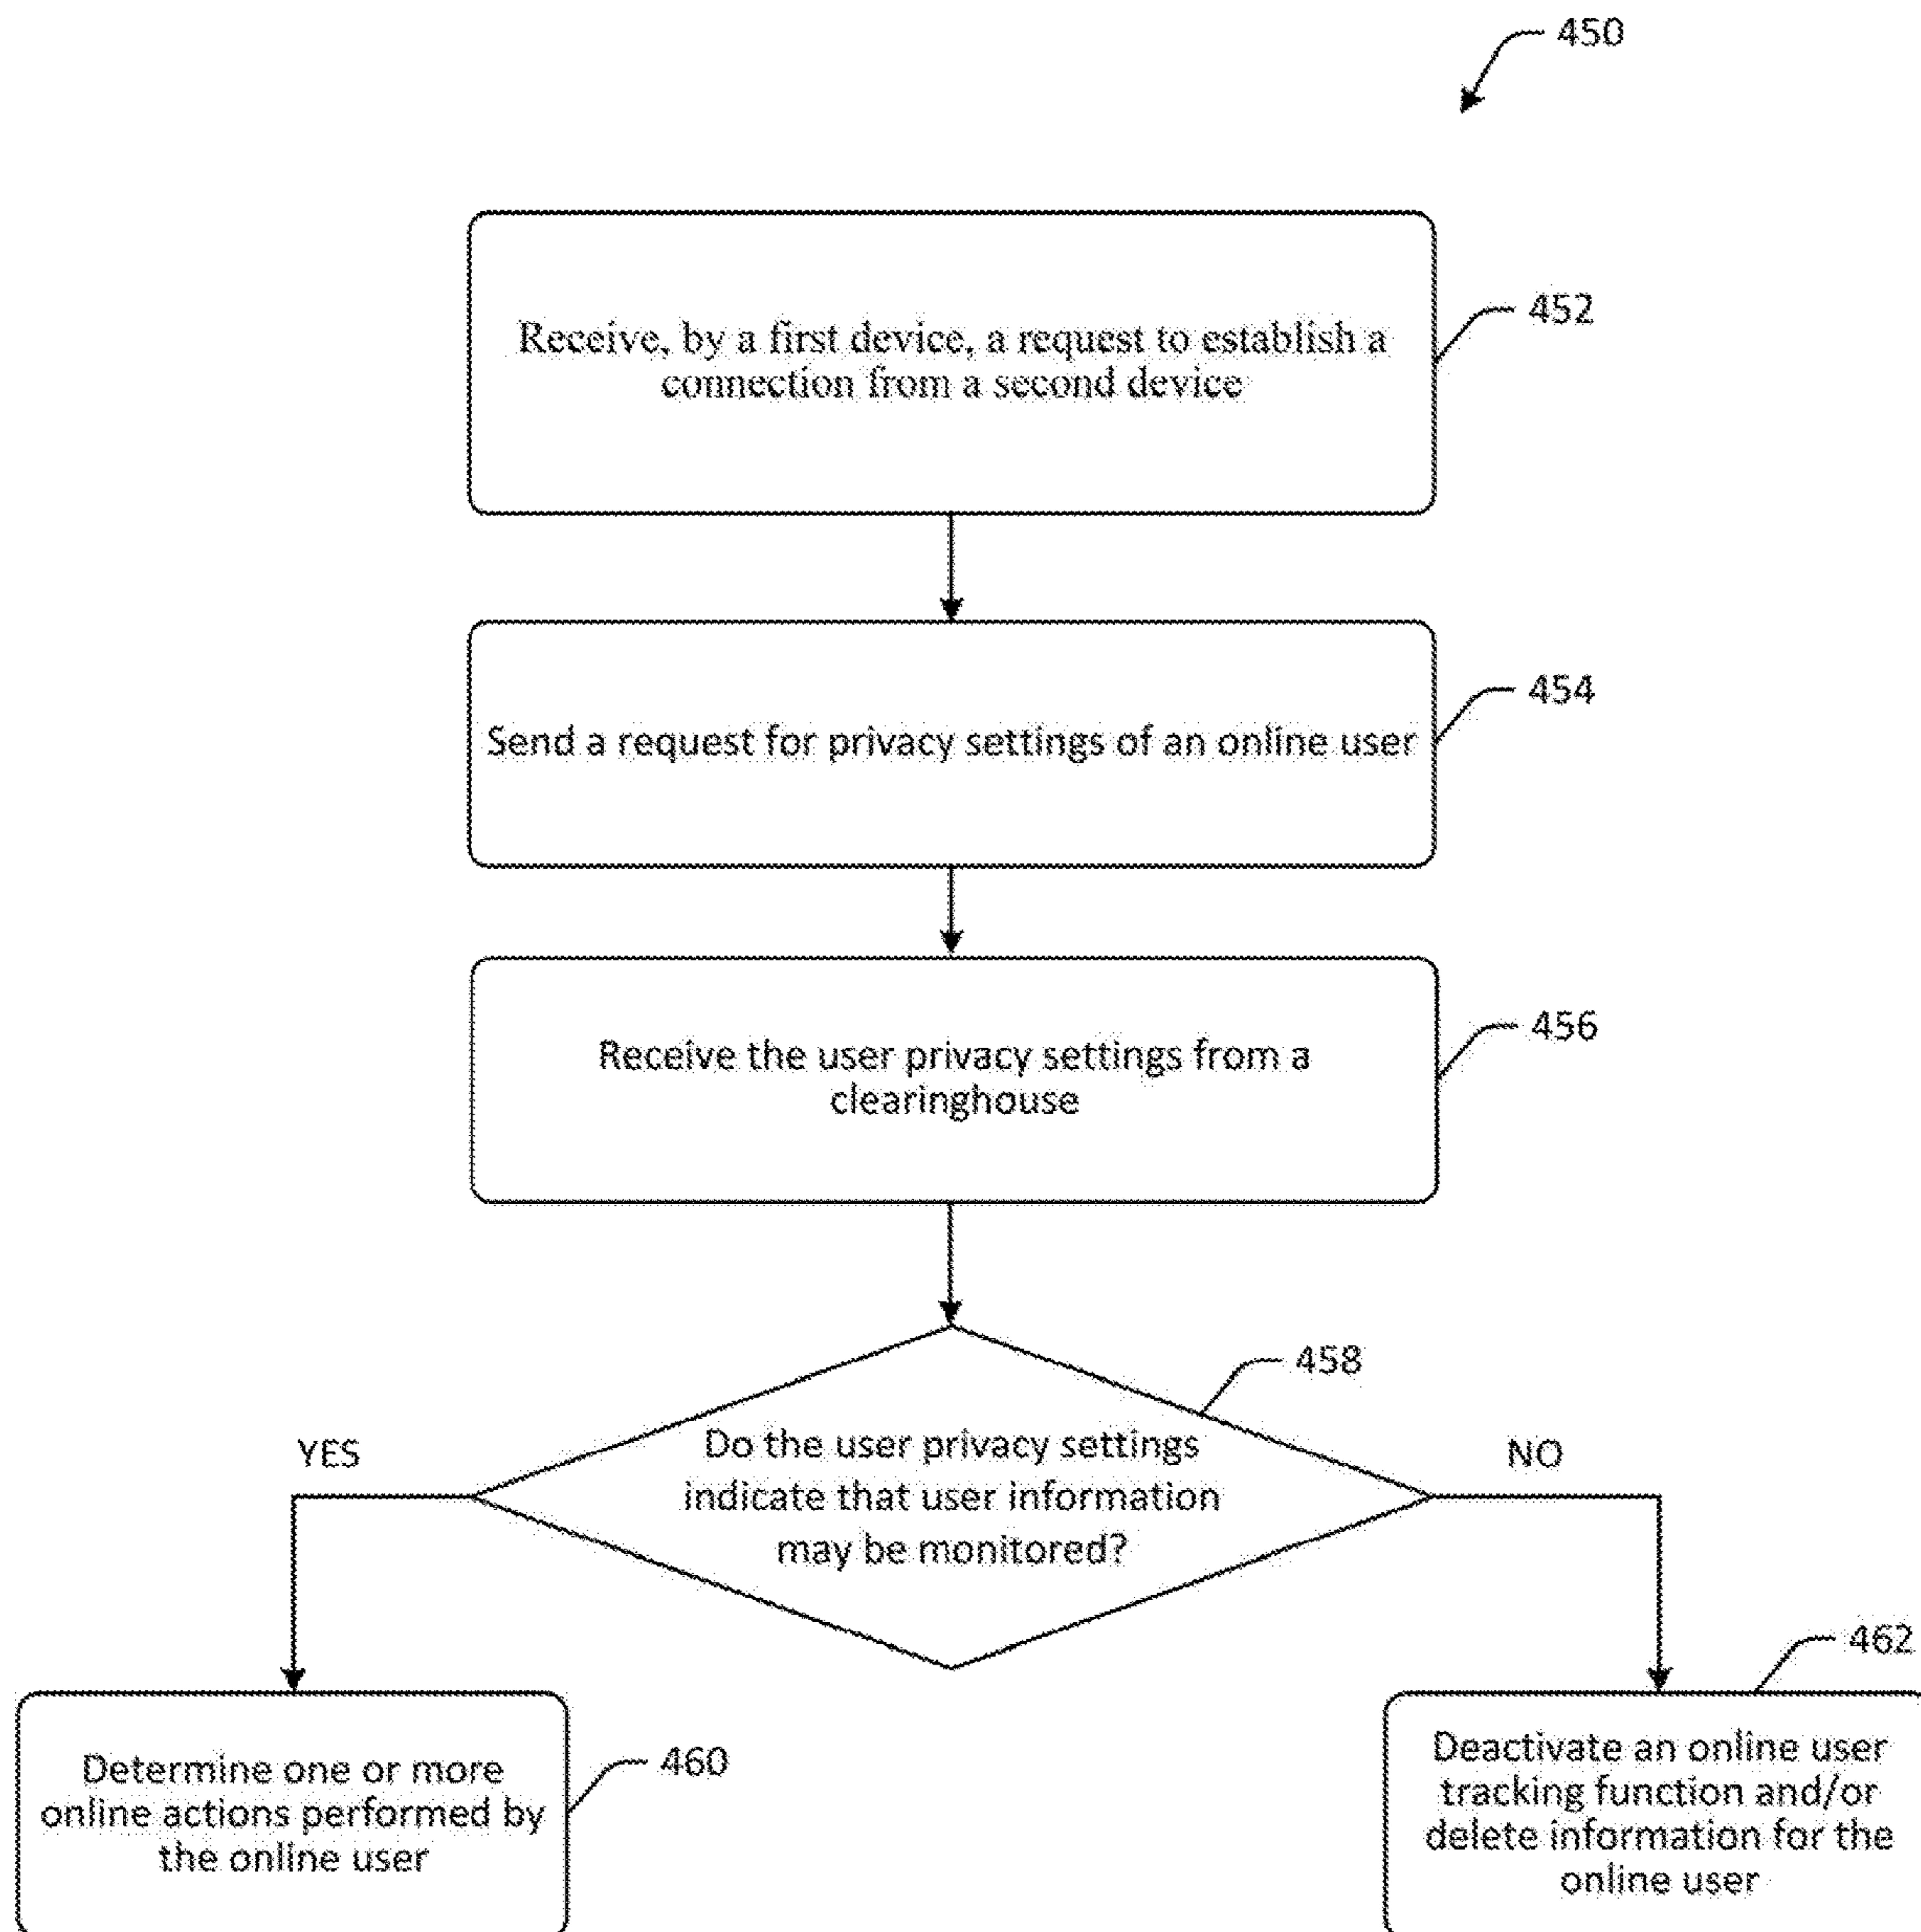 450
Receive, by a first device, a request to establish a
connection from a second device
452
Send a request for privacy settings of an online user
454
Receive the user privacy settings from a
clearinghouse
456
458
Do the user privacy settings
indicate that user information
may be monitored?
YES
NO
Determine one or more
online actions performed by
the online user
460
462
Deactivate an online user
tracking function and/or
delete information for the
online user